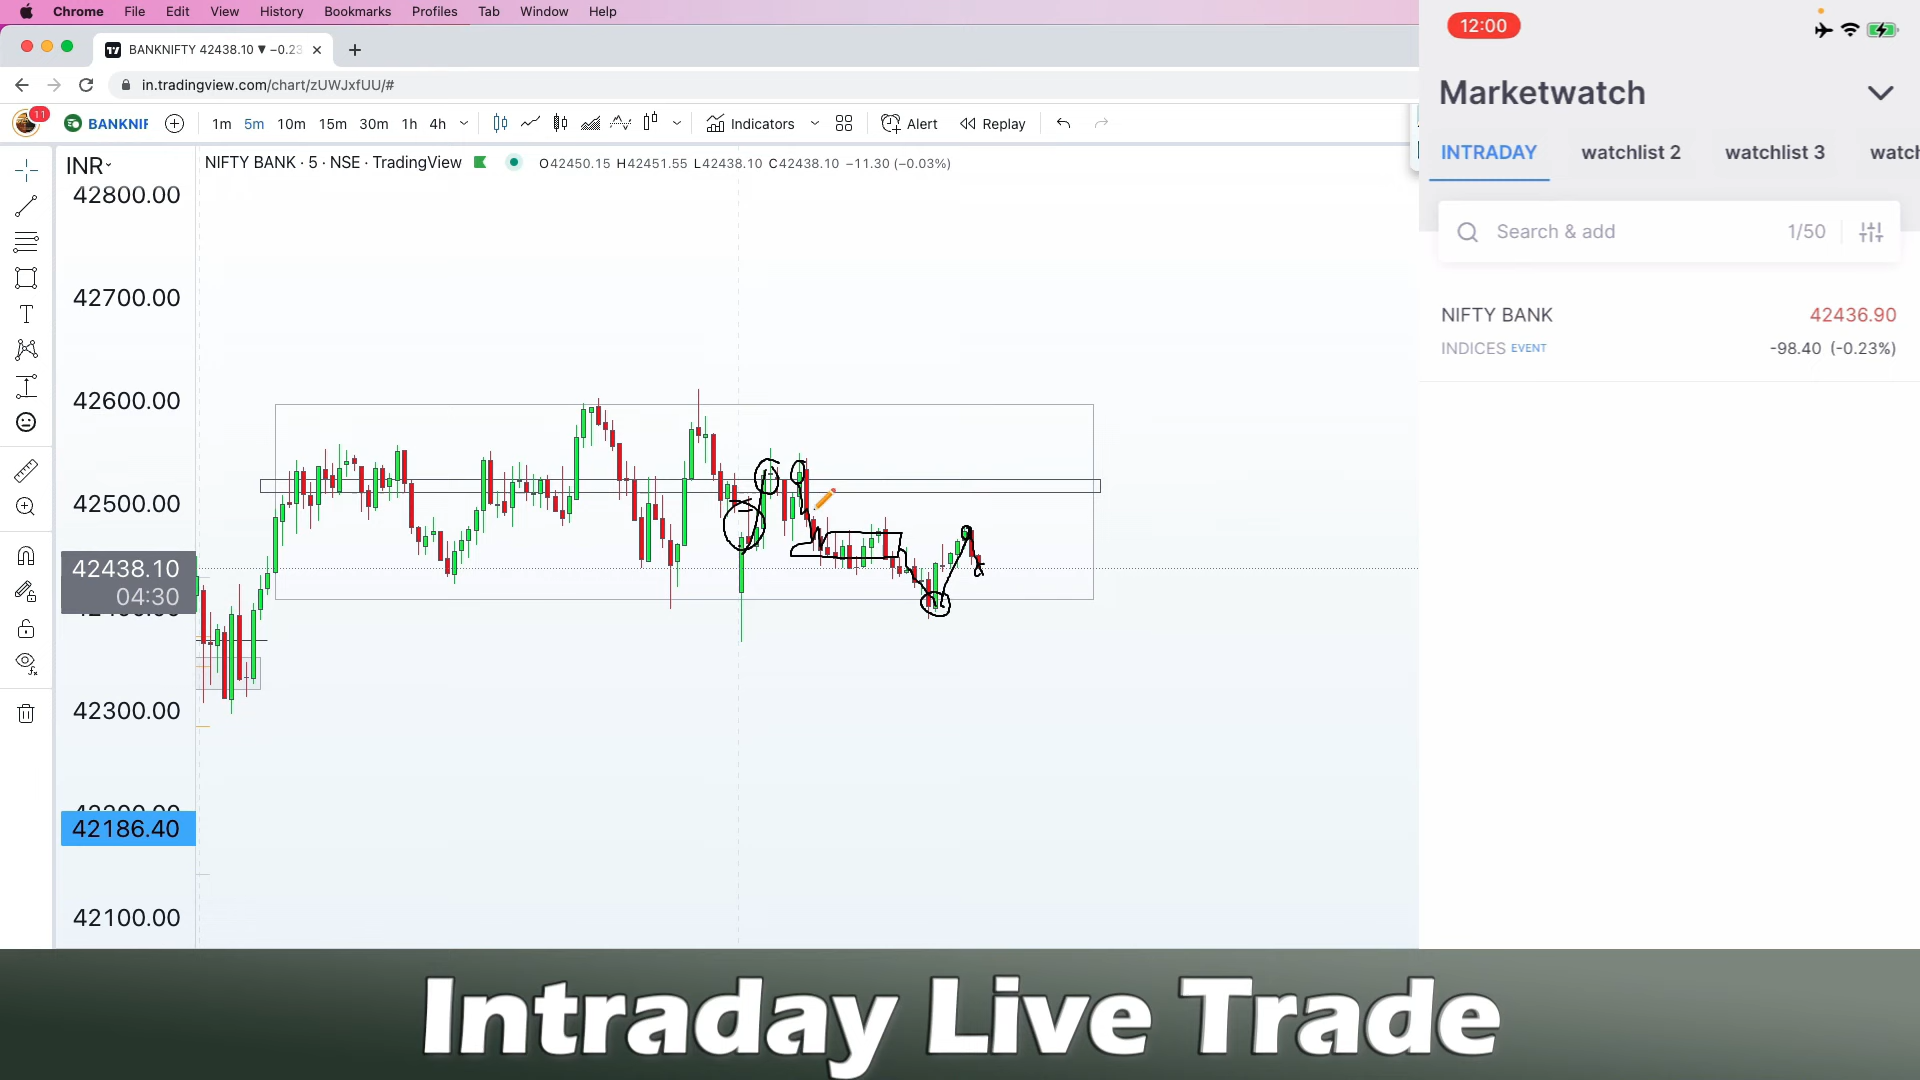 Chrome File Edit View History Bookmarks Profiles Tab Window Help
12:00
BANKNIFTY 42438.10 ▼ −0.23
in.tradingview.com/chart/zUWJxfUU/#
Marketwatch
11
BANKNIF
1m 5m 10m 15m 30m 1h 4h
Indicators
Alert
Replay
INTRADAY watchlist 2 watchlist 3 watch
INR
NIFTY BANK · 5 · NSE · TradingView
O42450.15 H42451.55 L42438.10 C42438.10 −11.30 (−0.03%)
Search & add 1/50
42800.00
42700.00
42600.00
42500.00
42438.10
04:30
42300.00
42186.40
42100.00
NIFTY BANK 42436.90
INDICES EVENT -98.40 (-0.23%)
Intraday Live Trade